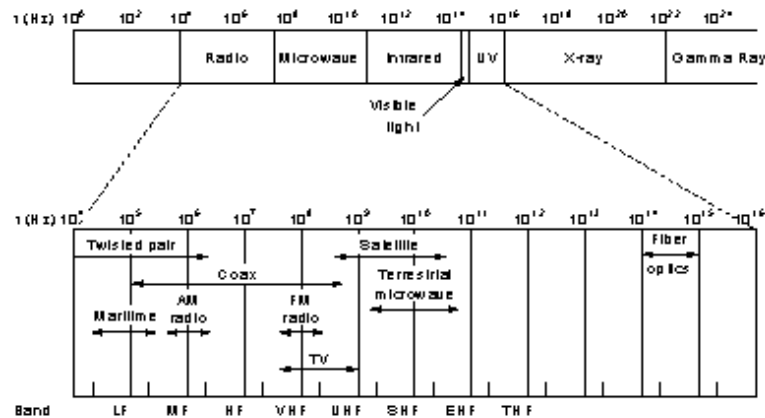 f (Hz) 10⁰ 10² 10⁴ 10⁶ 10⁸ 10¹⁰ 10¹² 10¹⁴ 10¹⁶ 10¹⁸ 10²⁰ 10²² 10²⁴
Radio Microwave Infrared UV X-ray Gamma Ray
Visible
light
f (Hz) 10⁴ 10⁵ 10⁶ 10⁷ 10⁸ 10⁹ 10¹⁰ 10¹¹ 10¹² 10¹³ 10¹⁴ 10¹⁵ 10¹⁶
Twisted pair
Satellite
Fiber
optics
Coax
Terrestrial
microwave
AM
radio
FM
radio
Maritime
TV
Band LF MF HF VHF UHF SHF EHF THF